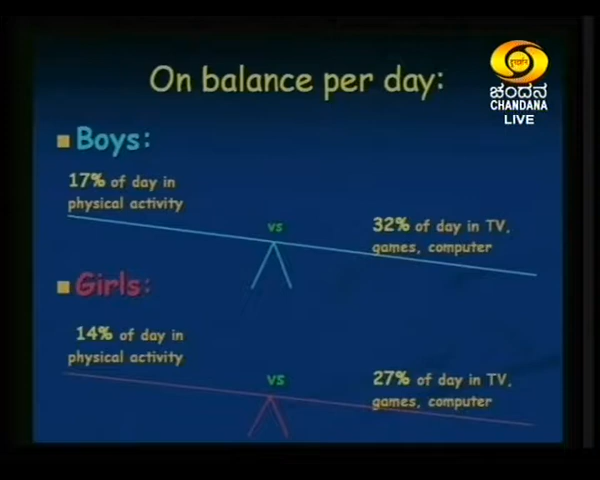 On balance per day:
ಚಂದನ
CHANDANA
LIVE
Boys:
17% of day in
physical activity
vs
32% of day in TV,
games, computer
Girls:
14% of day in
physical activity
vs
27% of day in TV,
games, computer